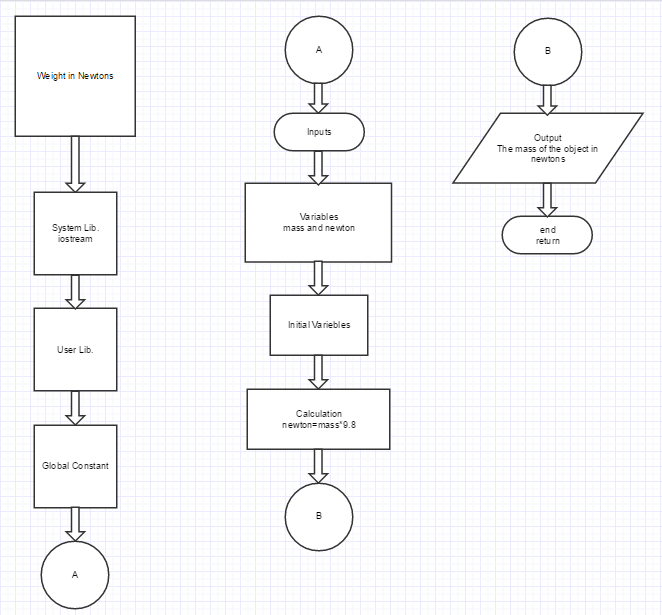 Weight in Newtons
System Lib.
iostream
User Lib.
Global Constant
A
A
Inputs
Variables
mass and newton
Initial Variebles
Calculation
newton=mass*9.8
B
B
Output
The mass of the object in
newtons
end
return